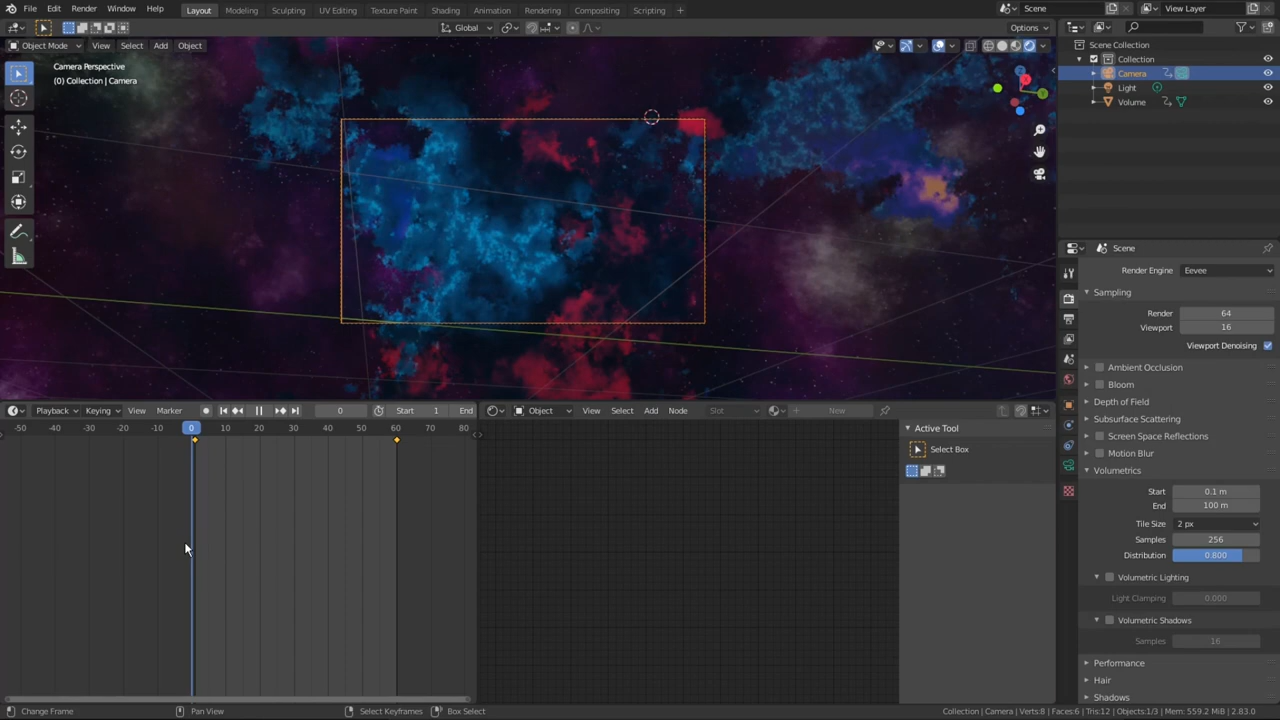 File Edit Render Window Help Layout Modeling Sculpting UV Editing Texture Paint Shading Animation Rendering Compositing Scripting + Scene View Layer
Global Options
Object Mode View Select Add Object
Camera Perspective
(0) Collection | Camera
Scene Collection
Collection
Camera
Light
Volume
Scene
Render Engine Eevee
Sampling
Render 64
Viewport 16
Viewport Denoising
Ambient Occlusion
Bloom
Depth of Field
Subsurface Scattering
Screen Space Reflections
Motion Blur
Volumetrics
Start 0.1 m
End 100 m
Tile Size 2 px
Samples 256
Distribution 0.800
Volumetric Lighting
Light Clamping 0.000
Volumetric Shadows
Samples 16
Performance
Hair
Shadows
Playback Keying View Marker 0 Start 1 End
-50 -40 -30 -20 -10 0 10 20 30 40 50 60 70 80
Object View Select Add Node Slot New
Active Tool
Select Box
Change Frame Pan View Select Keyframes Box Select Collection | Camera | Verts:8 | Faces:6 | Tris:12 | Objects:1/3 | Mem: 559.2 MiB | 2.83.0